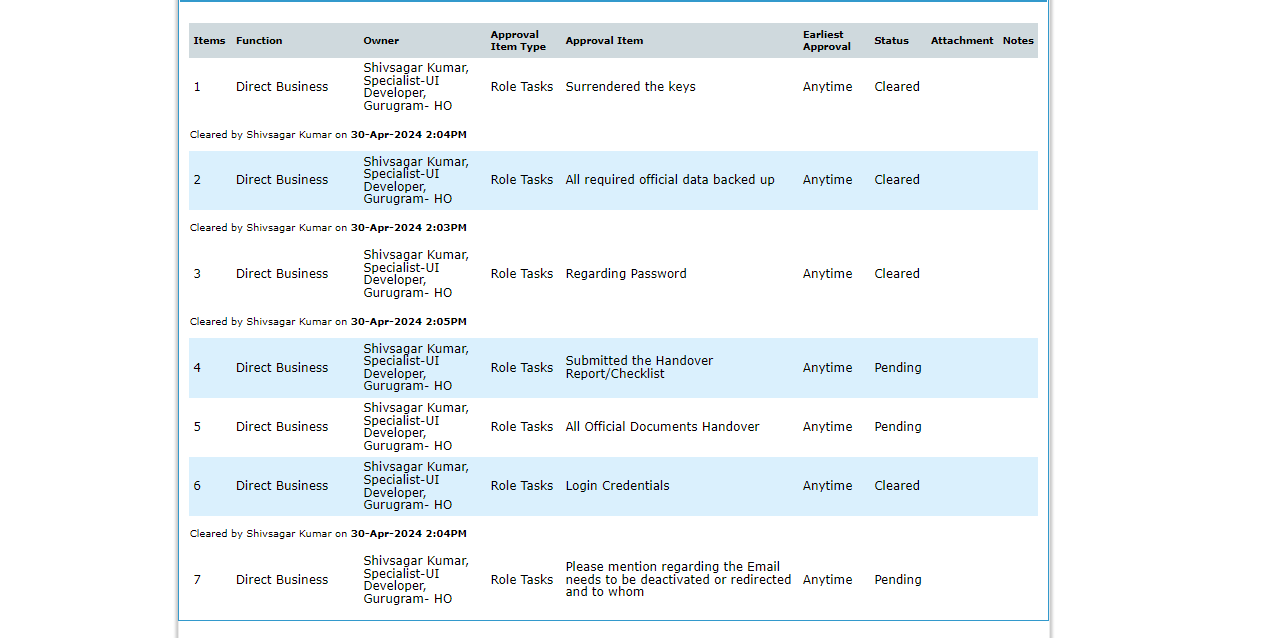 Items Function Owner Approval Item Type Approval Item Earliest Approval Status Attachment Notes
1 Direct Business Shivsagar Kumar, Specialist-UI Developer, Gurugram- HO Role Tasks Surrendered the keys Anytime Cleared
Cleared by Shivsagar Kumar on 30-Apr-2024 2:04PM
2 Direct Business Shivsagar Kumar, Specialist-UI Developer, Gurugram- HO Role Tasks All required official data backed up Anytime Cleared
Cleared by Shivsagar Kumar on 30-Apr-2024 2:03PM
3 Direct Business Shivsagar Kumar, Specialist-UI Developer, Gurugram- HO Role Tasks Regarding Password Anytime Cleared
Cleared by Shivsagar Kumar on 30-Apr-2024 2:05PM
4 Direct Business Shivsagar Kumar, Specialist-UI Developer, Gurugram- HO Role Tasks Submitted the Handover Report/Checklist Anytime Pending
5 Direct Business Shivsagar Kumar, Specialist-UI Developer, Gurugram- HO Role Tasks All Official Documents Handover Anytime Pending
6 Direct Business Shivsagar Kumar, Specialist-UI Developer, Gurugram- HO Role Tasks Login Credentials Anytime Cleared
Cleared by Shivsagar Kumar on 30-Apr-2024 2:04PM
7 Direct Business Shivsagar Kumar, Specialist-UI Developer, Gurugram- HO Role Tasks Please mention regarding the Email needs to be deactivated or redirected and to whom Anytime Pending